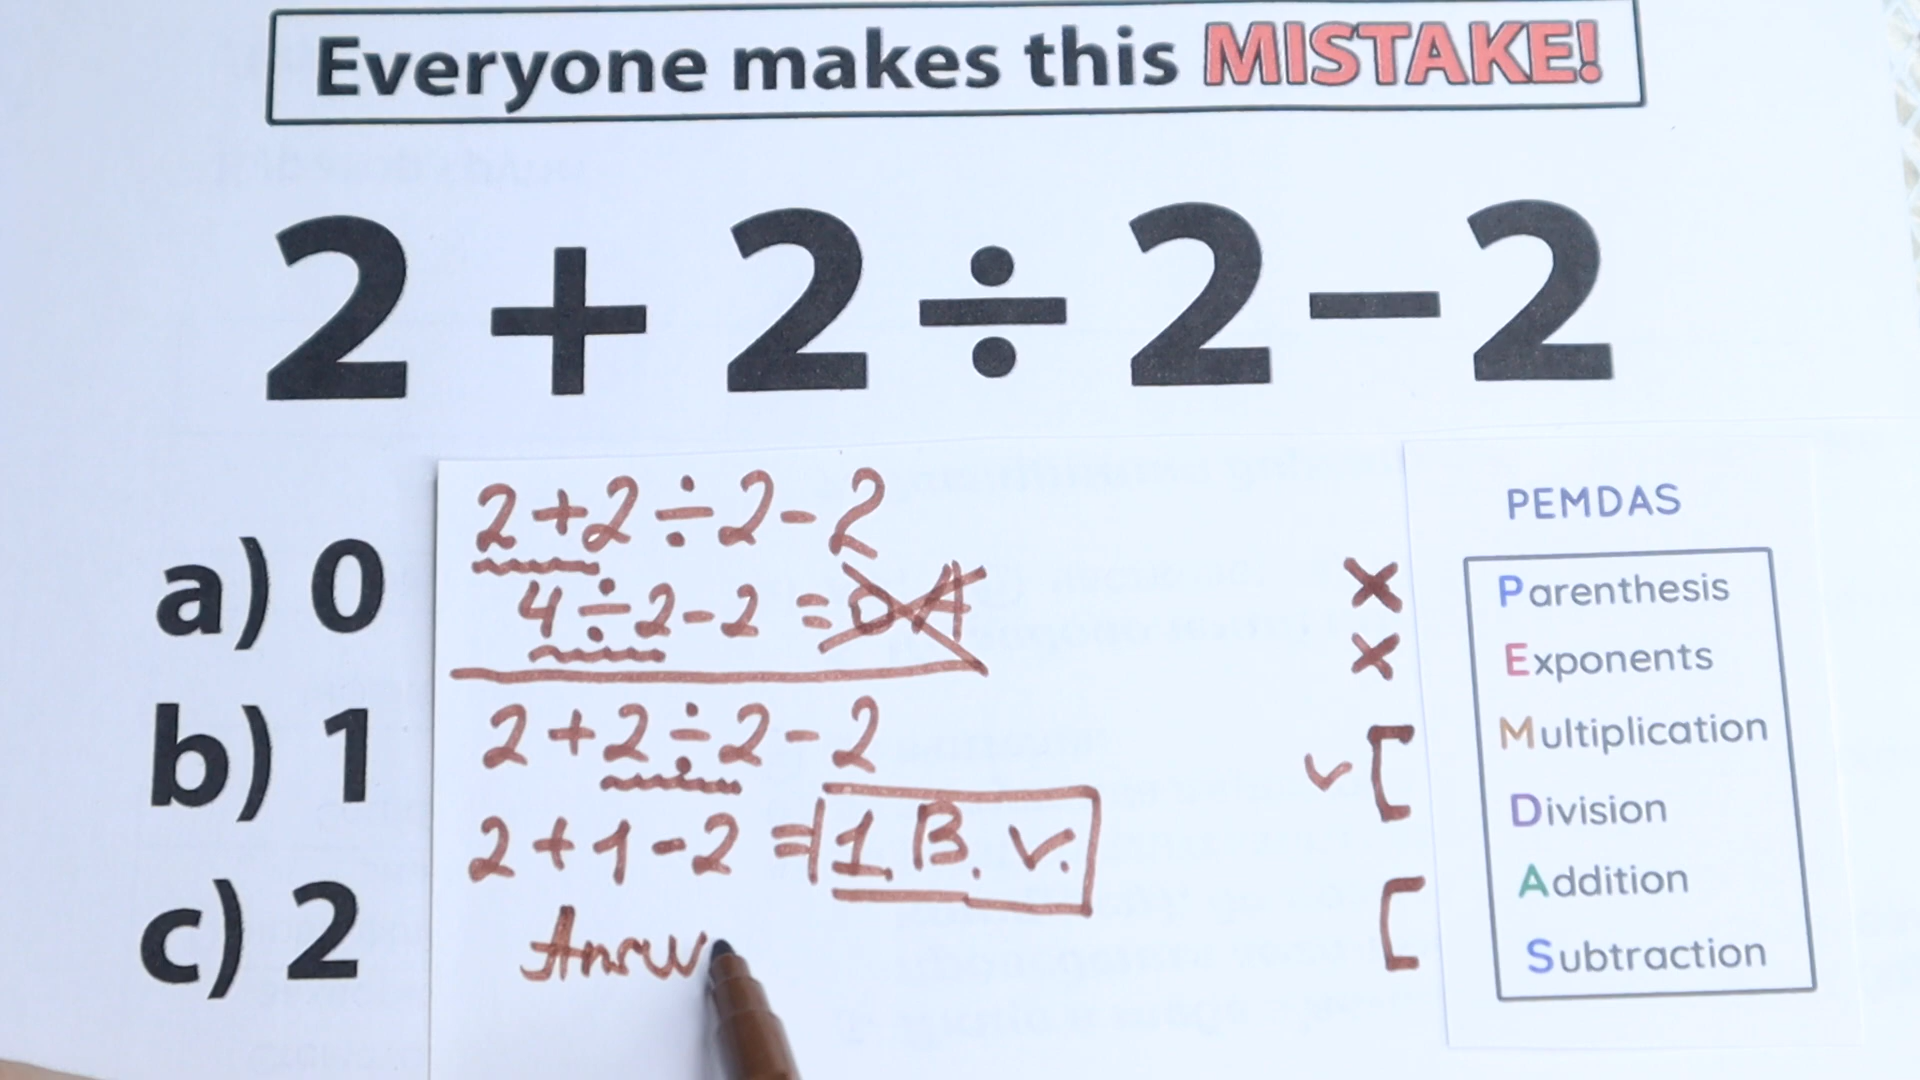 Everyone makes this MISTAKE!
2 + 2 ÷ 2 − 2
a) 0
b) 1
c) 2
2+2÷2-2
4÷2-2=0 A
2+2÷2-2
2+1-2=1. B. v.
Answ
PEMDAS
Parenthesis
Exponents
Multiplication
Division
Addition
Subtraction